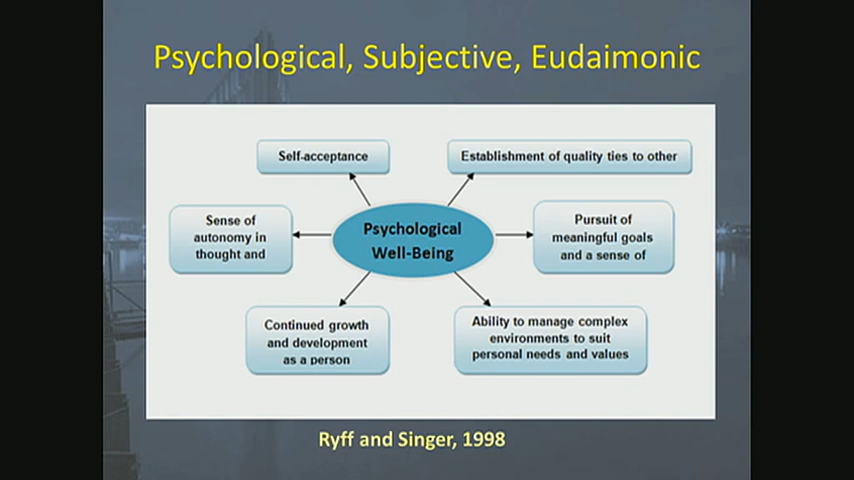 Psychological, Subjective, Eudaimonic
Self-acceptance
Establishment of quality ties to other
Sense of
autonomy in
thought and
Psychological
Well-Being
Pursuit of
meaningful goals
and a sense of
Continued growth
and development
as a person
Ability to manage complex
environments to suit
personal needs and values
Ryff and Singer, 1998